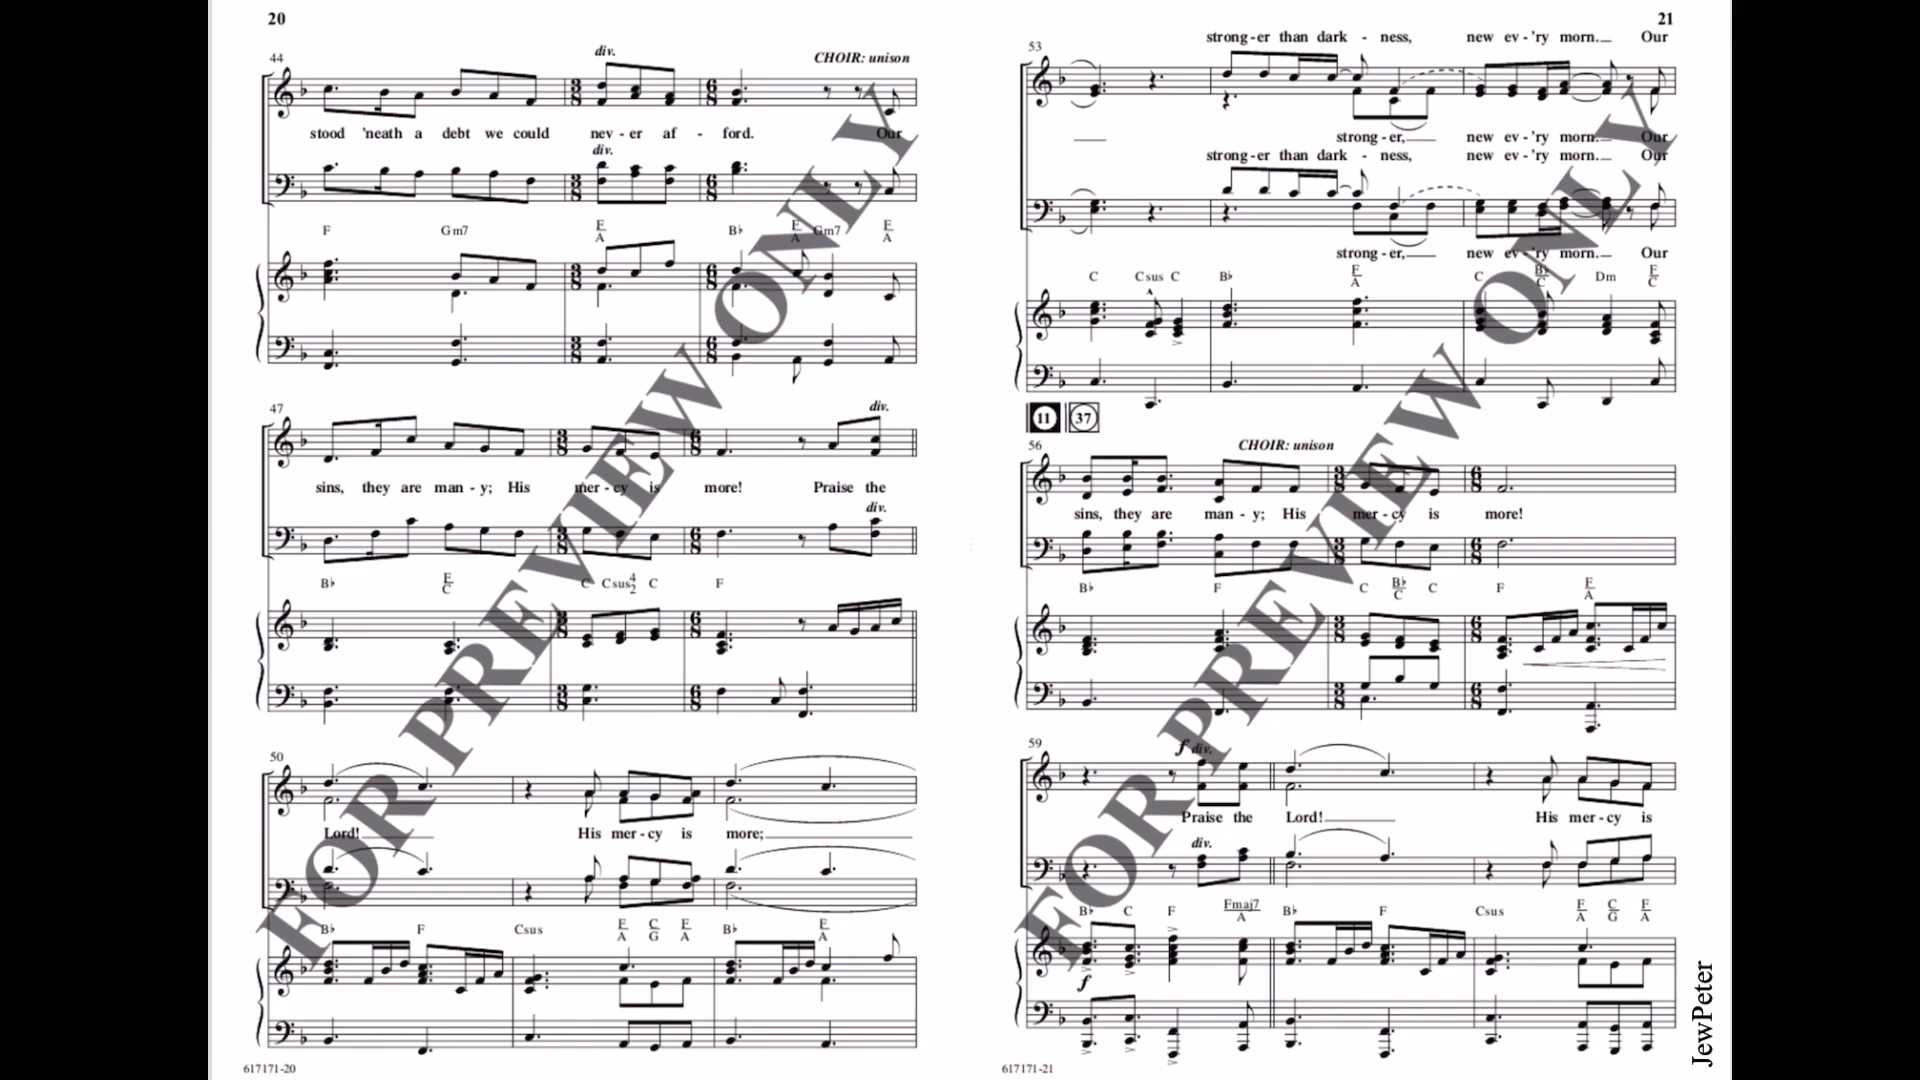 20
44
div.
CHOIR: unison
stood 'neath a debt we could nev - er af - ford. Our
div.
F Gm7 F/A B♭ F/A Gm7 F/A
47
div.
sins, they are man - y; His mer - cy is more! Praise the
div.
B♭ F/C C Csus4/2 C F
50
Lord! His mer - cy is more;
B♭ F Csus F/A C/G F/A B♭ F/A
617171-20
21
strong - er than dark - ness, new ev - 'ry morn. Our
53
strong - er, new ev - 'ry morn. Our
strong - er than dark - ness, new ev - 'ry morn. Our
strong - er, new ev - 'ry morn. Our
C Csus C B♭ F/A C B♭/C Dm F/C
11 37
56
CHOIR: unison
sins, they are man - y; His mer - cy is more!
B♭ F C B♭/C C F F/A
59
f div.
Praise the Lord! His mer - cy is
div.
B♭ C F Fmaj7/A B♭ F Csus F/A C/G F/A
f
617171-21
FOR PREVIEW ONLY
FOR PREVIEW ONLY
JewPeter